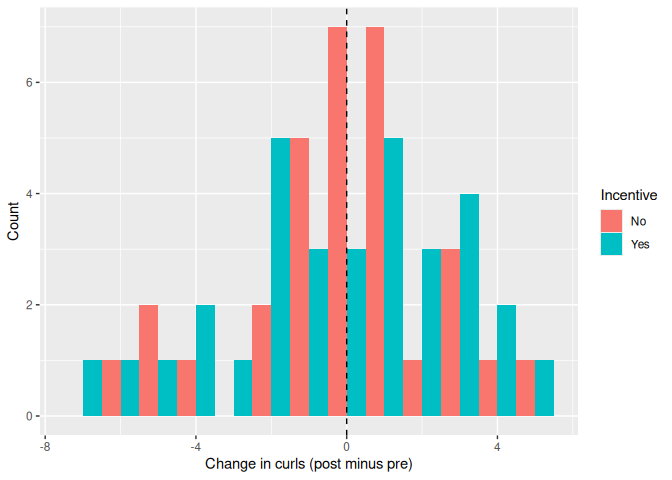 6
4
2
0
Count
-8
-4
0
4
Change in curls (post minus pre)
Incentive
No
Yes